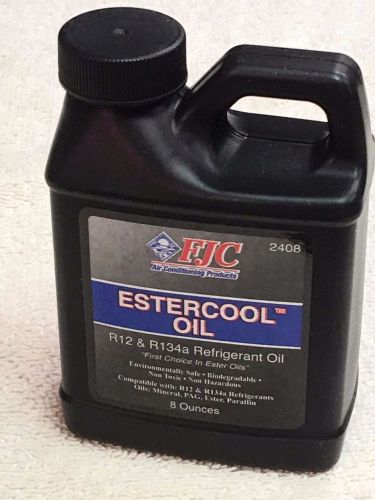 FJC
2408
Air Conditioning Products
ESTERCOOL™
OIL
R12 & R134a Refrigerant Oil
"First Choice In Ester Oils"
Environmentally Safe • Biodegradable •
Non Toxic • Non Hazardous
Compatible with: R12 & R134a Refrigerants
Oils: Mineral, PAG, Ester, Paraffin
8 Ounces